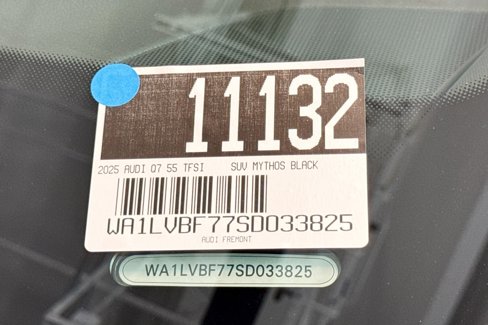 11132
2025 AUDI Q7 55 TFSI SUV MYTHOS BLACK
WA1LVBF77SD033825
AUDI FREMONT
WA1LVBF77SD033825